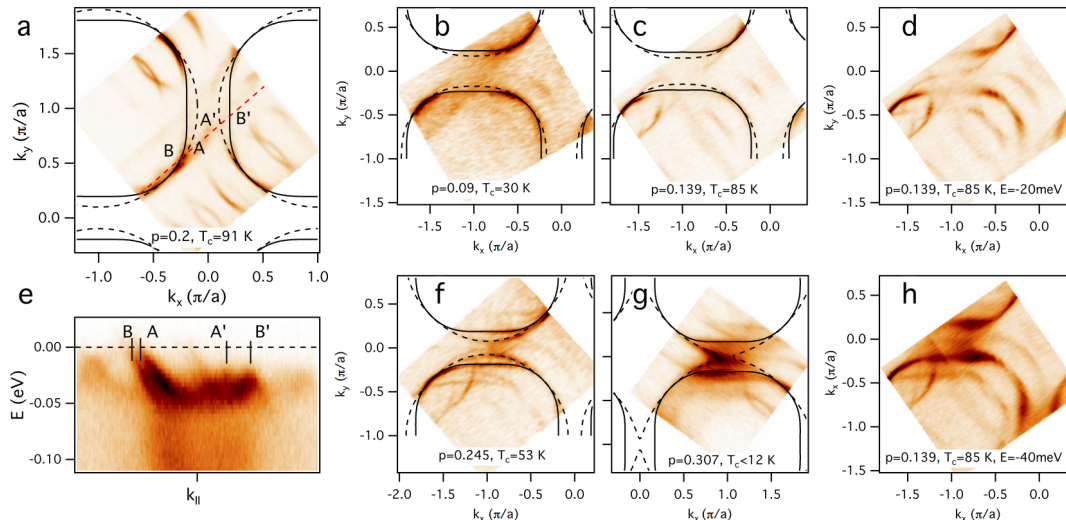 a
1.5
1.0
0.5
0.0
k_y (π/a)
A'
B'
B
A
p=0.2, T_c=91 K
-1.0
-0.5
0.0
0.5
1.0
k_x (π/a)
b
0.5
0.0
-0.5
-1.0
-1.5
k_y (π/a)
p=0.09, T_c=30 K
-1.5
-1.0
-0.5
0.0
k_x (π/a)
c
0.5
0.0
-0.5
-1.0
-1.5
k_y (π/a)
p=0.139, T_c=85 K
-1.5
-1.0
-0.5
0.0
k_x (π/a)
d
0.5
0.0
-0.5
-1.0
-1.5
k_y (π/a)
p=0.139, T_c=85 K, E=-20meV
-1.5
-1.0
-0.5
0.0
k_x (π/a)
e
B
A
A'
B'
0.00
-0.05
-0.10
E (eV)
k_||
f
0.5
0.0
-0.5
-1.0
k_y (π/a)
p=0.245, T_c=53 K
-2.0
-1.5
-1.0
-0.5
0.0
k_x (π/a)
g
0.5
0.0
-0.5
-1.0
-1.5
k_x (π/a)
p=0.307, T_c<12 K
0.0
0.5
1.0
1.5
k_x (π/a)
h
0.5
0.0
-0.5
-1.0
-1.5
k_x (π/a)
p=0.139, T_c=85 K, E=-40meV
-1.5
-1.0
-0.5
0.0
k_x (π/a)